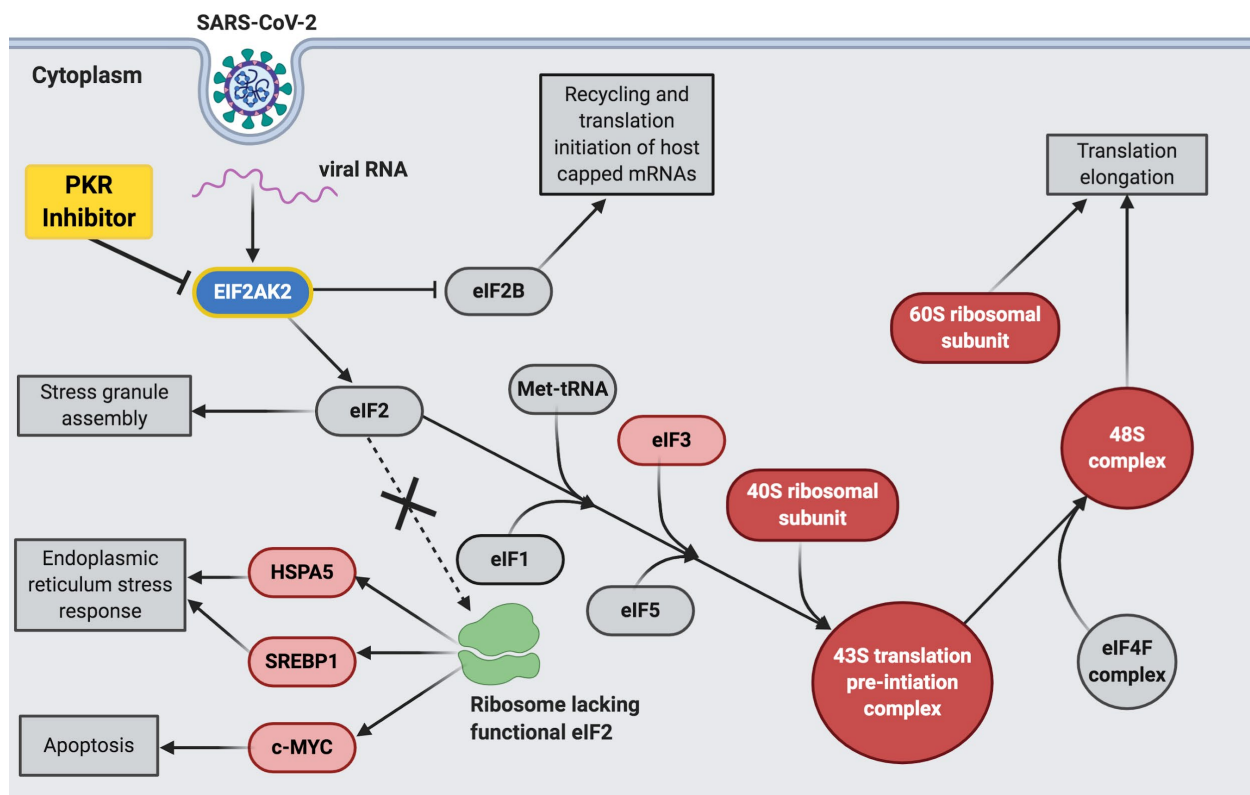 SARS-CoV-2
Cytoplasm
Recycling and
translation
initiation of host
capped mRNAs
Translation
elongation
viral RNA
PKR
Inhibitor
EIF2AK2
eIF2B
60S ribosomal
subunit
Stress granule
assembly
eIF2
Met-tRNA
eIF3
48S
complex
40S ribosomal
subunit
eIF1
eIF5
Endoplasmic
reticulum stress
response
HSPA5
SREBP1
43S translation
pre-intiation
complex
eIF4F
complex
Ribosome lacking
functional eIF2
Apoptosis
c-MYC